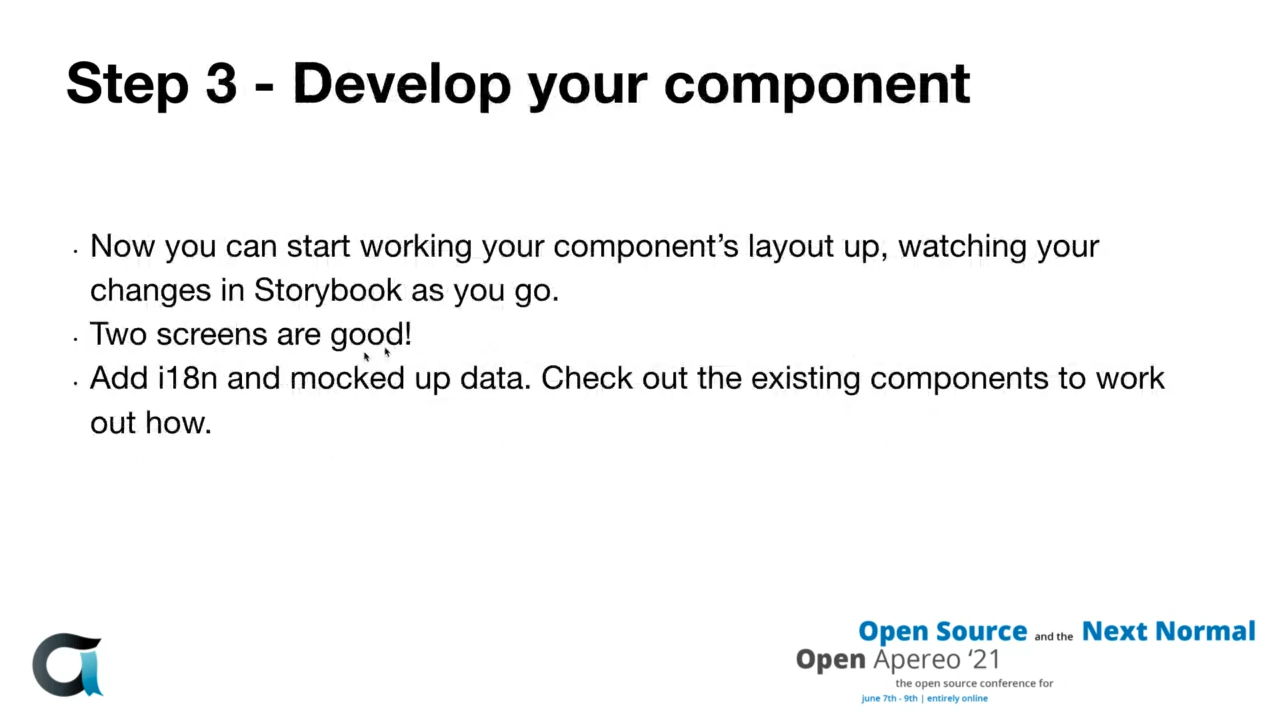 Step 3 - Develop your component
· Now you can start working your component’s layout up, watching your
changes in Storybook as you go.
· Two screens are good!
· Add i18n and mocked up data. Check out the existing components to work
out how.
Open Source and the Next Normal
Open Apereo ‘21
the open source conference for
june 7th - 9th | entirely online